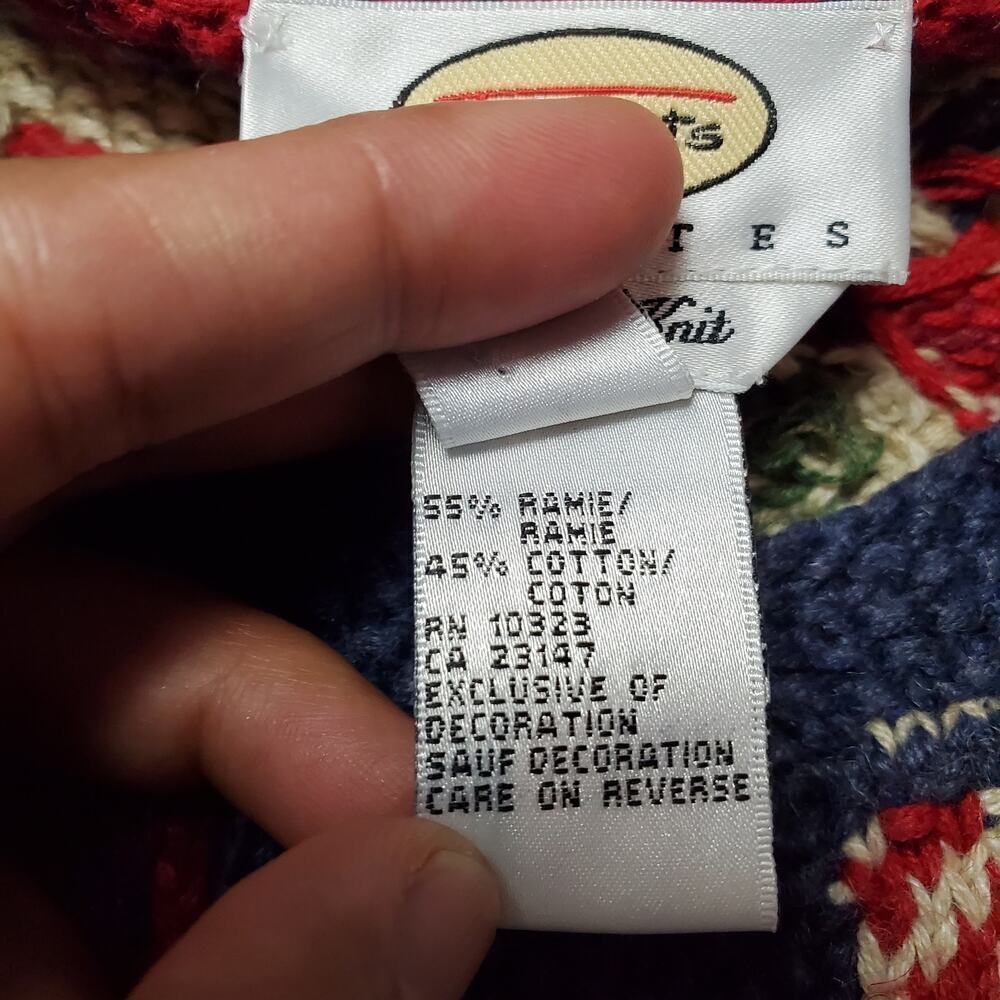 ts
T E S
Knit
55% RAMIE/
RAMIE
45% COTTON/
COTON
RN 10323
CA 23147
EXCLUSIVE OF
DECORATION
SAUF DECORATION
CARE ON REVERSE